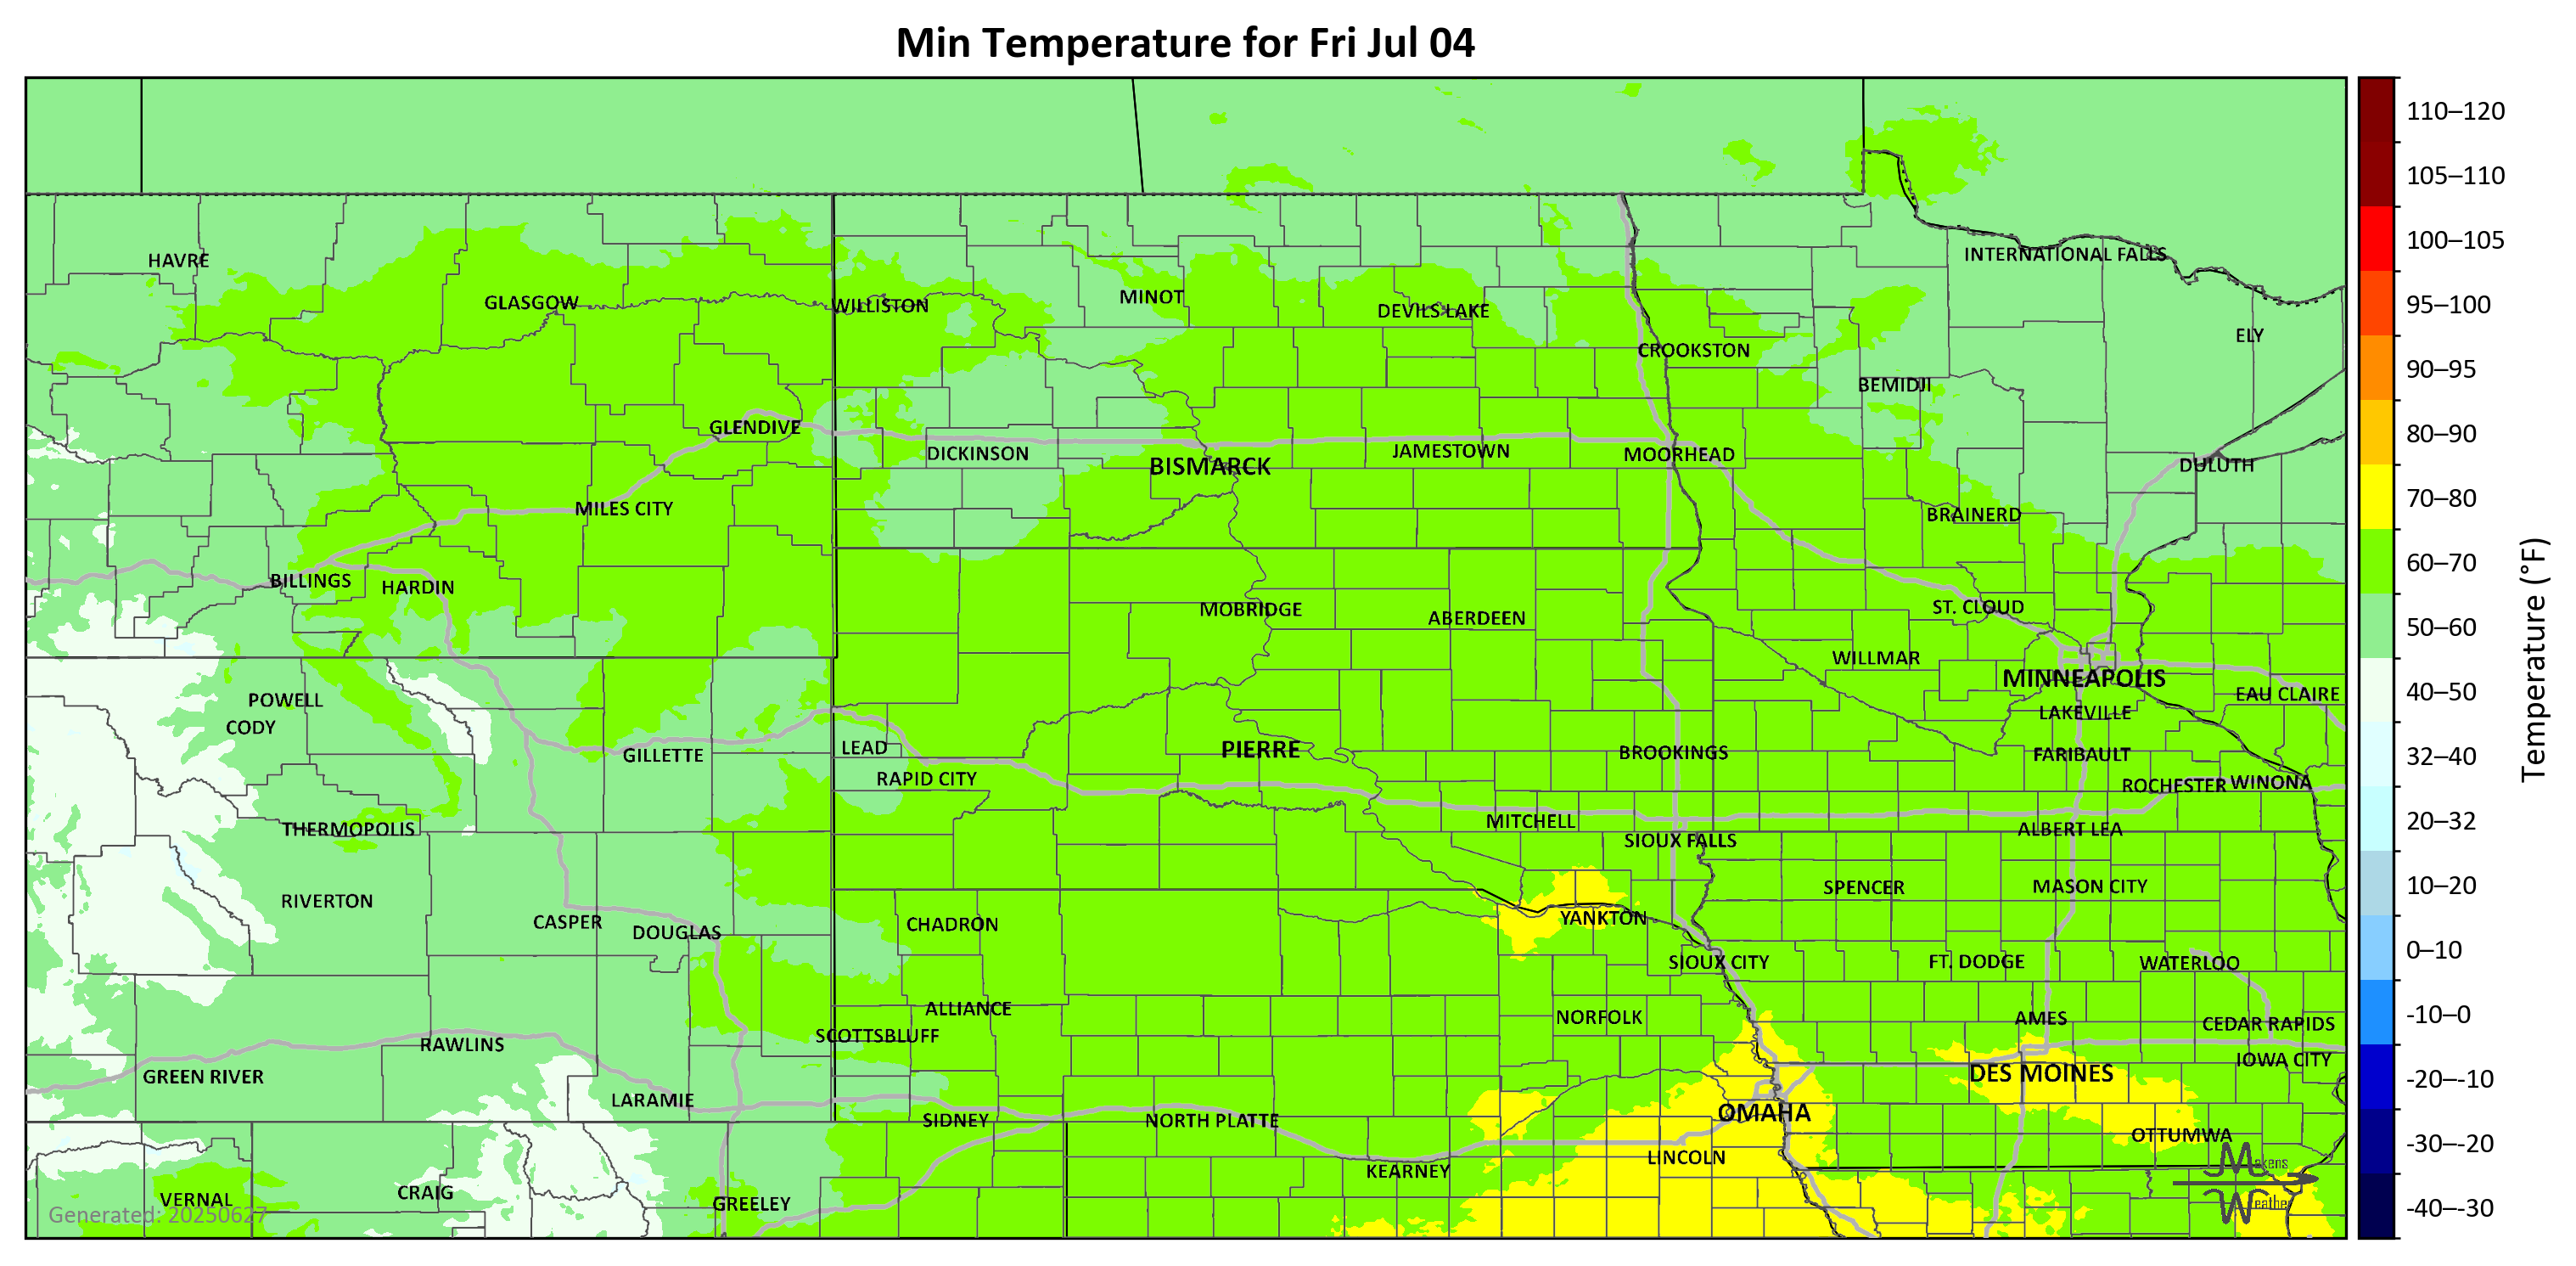 Min Temperature for Fri Jul 04
110–120
105–110
100–105
95–100
90–95
80–90
70–80
60–70
50–60
40–50
32–40
20–32
10–20
0–10
-10–0
-20–-10
-30–-20
-40–-30
Temperature (°F)
HAVRE
INTERNATIONAL FALLS
GLASGOW
WILLISTON
MINOT
DEVILS LAKE
ELY
CROOKSTON
BEMIDJI
GLENDIVE
DICKINSON
BISMARCK
JAMESTOWN
MOORHEAD
DULUTH
MILES CITY
BRAINERD
BILLINGS
HARDIN
MOBRIDGE
ABERDEEN
ST. CLOUD
WILLMAR
MINNEAPOLIS
EAU CLAIRE
POWELL
CODY
LAKEVILLE
GILLETTE
LEAD
PIERRE
BROOKINGS
FARIBAULT
RAPID CITY
ROCHESTER
WINONA
THERMOPOLIS
MITCHELL
SIOUX FALLS
ALBERT LEA
RIVERTON
SPENCER
MASON CITY
CASPER
DOUGLAS
CHADRON
YANKTON
SIOUX CITY
FT. DODGE
WATERLOO
ALLIANCE
NORFOLK
AMES
CEDAR RAPIDS
SCOTTSBLUFF
RAWLINS
IOWA CITY
GREEN RIVER
DES MOINES
LARAMIE
SIDNEY
NORTH PLATTE
OMAHA
OTTUMWA
LINCOLN
KEARNEY
VERNAL
CRAIG
GREELEY
Generated: 20250627
Makens
Weather